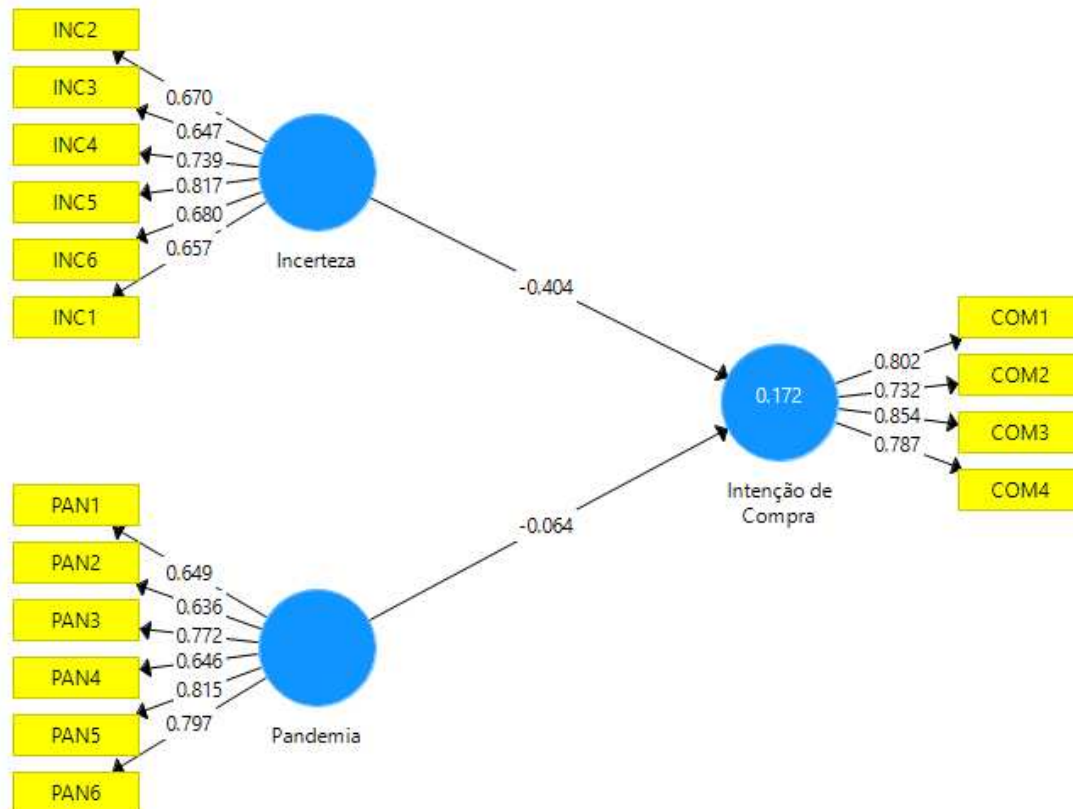 INC2
INC3
INC4
INC5
INC6
INC1
0.670
0.647
0.739
0.817
0.680
0.657
Incerteza
-0.404
PAN1
PAN2
PAN3
PAN4
PAN5
PAN6
0.649
0.636
0.772
0.646
0.815
0.797
Pandemia
-0.064
0.172
Intenção de
Compra
0.802
0.732
0.854
0.787
COM1
COM2
COM3
COM4